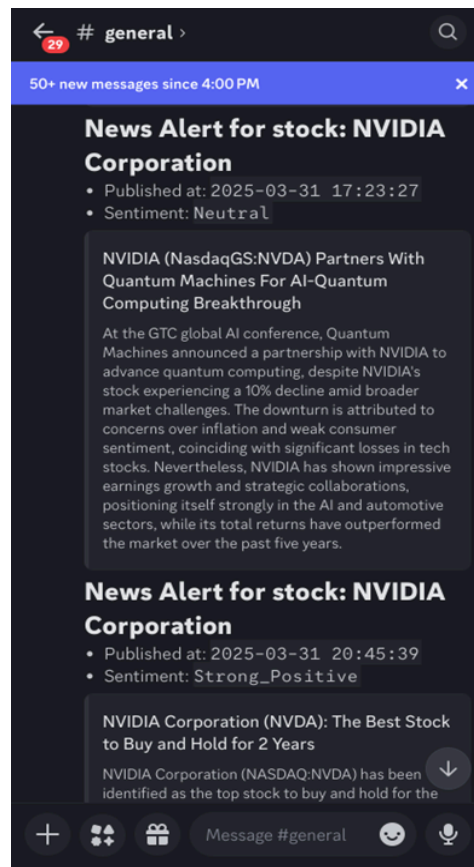 # general ›
29
50+ new messages since 4:00 PM
News Alert for stock: NVIDIA
Corporation
• Published at: 2025-03-31 17:23:27
• Sentiment: Neutral
NVIDIA (NasdaqGS:NVDA) Partners With
Quantum Machines For AI-Quantum
Computing Breakthrough
At the GTC global AI conference, Quantum
Machines announced a partnership with NVIDIA to
advance quantum computing, despite NVIDIA's
stock experiencing a 10% decline amid broader
market challenges. The downturn is attributed to
concerns over inflation and weak consumer
sentiment, coinciding with significant losses in tech
stocks. Nevertheless, NVIDIA has shown impressive
earnings growth and strategic collaborations,
positioning itself strongly in the AI and automotive
sectors, while its total returns have outperformed
the market over the past five years.
News Alert for stock: NVIDIA
Corporation
• Published at: 2025-03-31 20:45:39
• Sentiment: Strong_Positive
NVIDIA Corporation (NVDA): The Best Stock
to Buy and Hold for 2 Years
NVIDIA Corporation (NASDAQ:NVDA) has been
identified as the top stock to buy and hold for the
Message #general